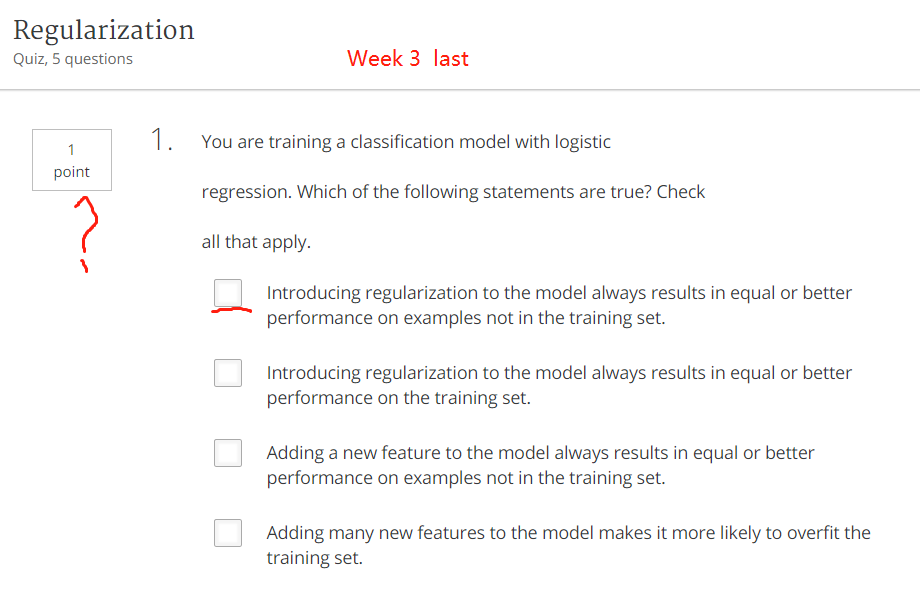 Regularization
Quiz, 5 questions
Week 3 last
1
point
?
1.
You are training a classification model with logistic
regression. Which of the following statements are true? Check
all that apply.
Introducing regularization to the model always results in equal or better
performance on examples not in the training set.
Introducing regularization to the model always results in equal or better
performance on the training set.
Adding a new feature to the model always results in equal or better
performance on examples not in the training set.
Adding many new features to the model makes it more likely to overfit the
training set.